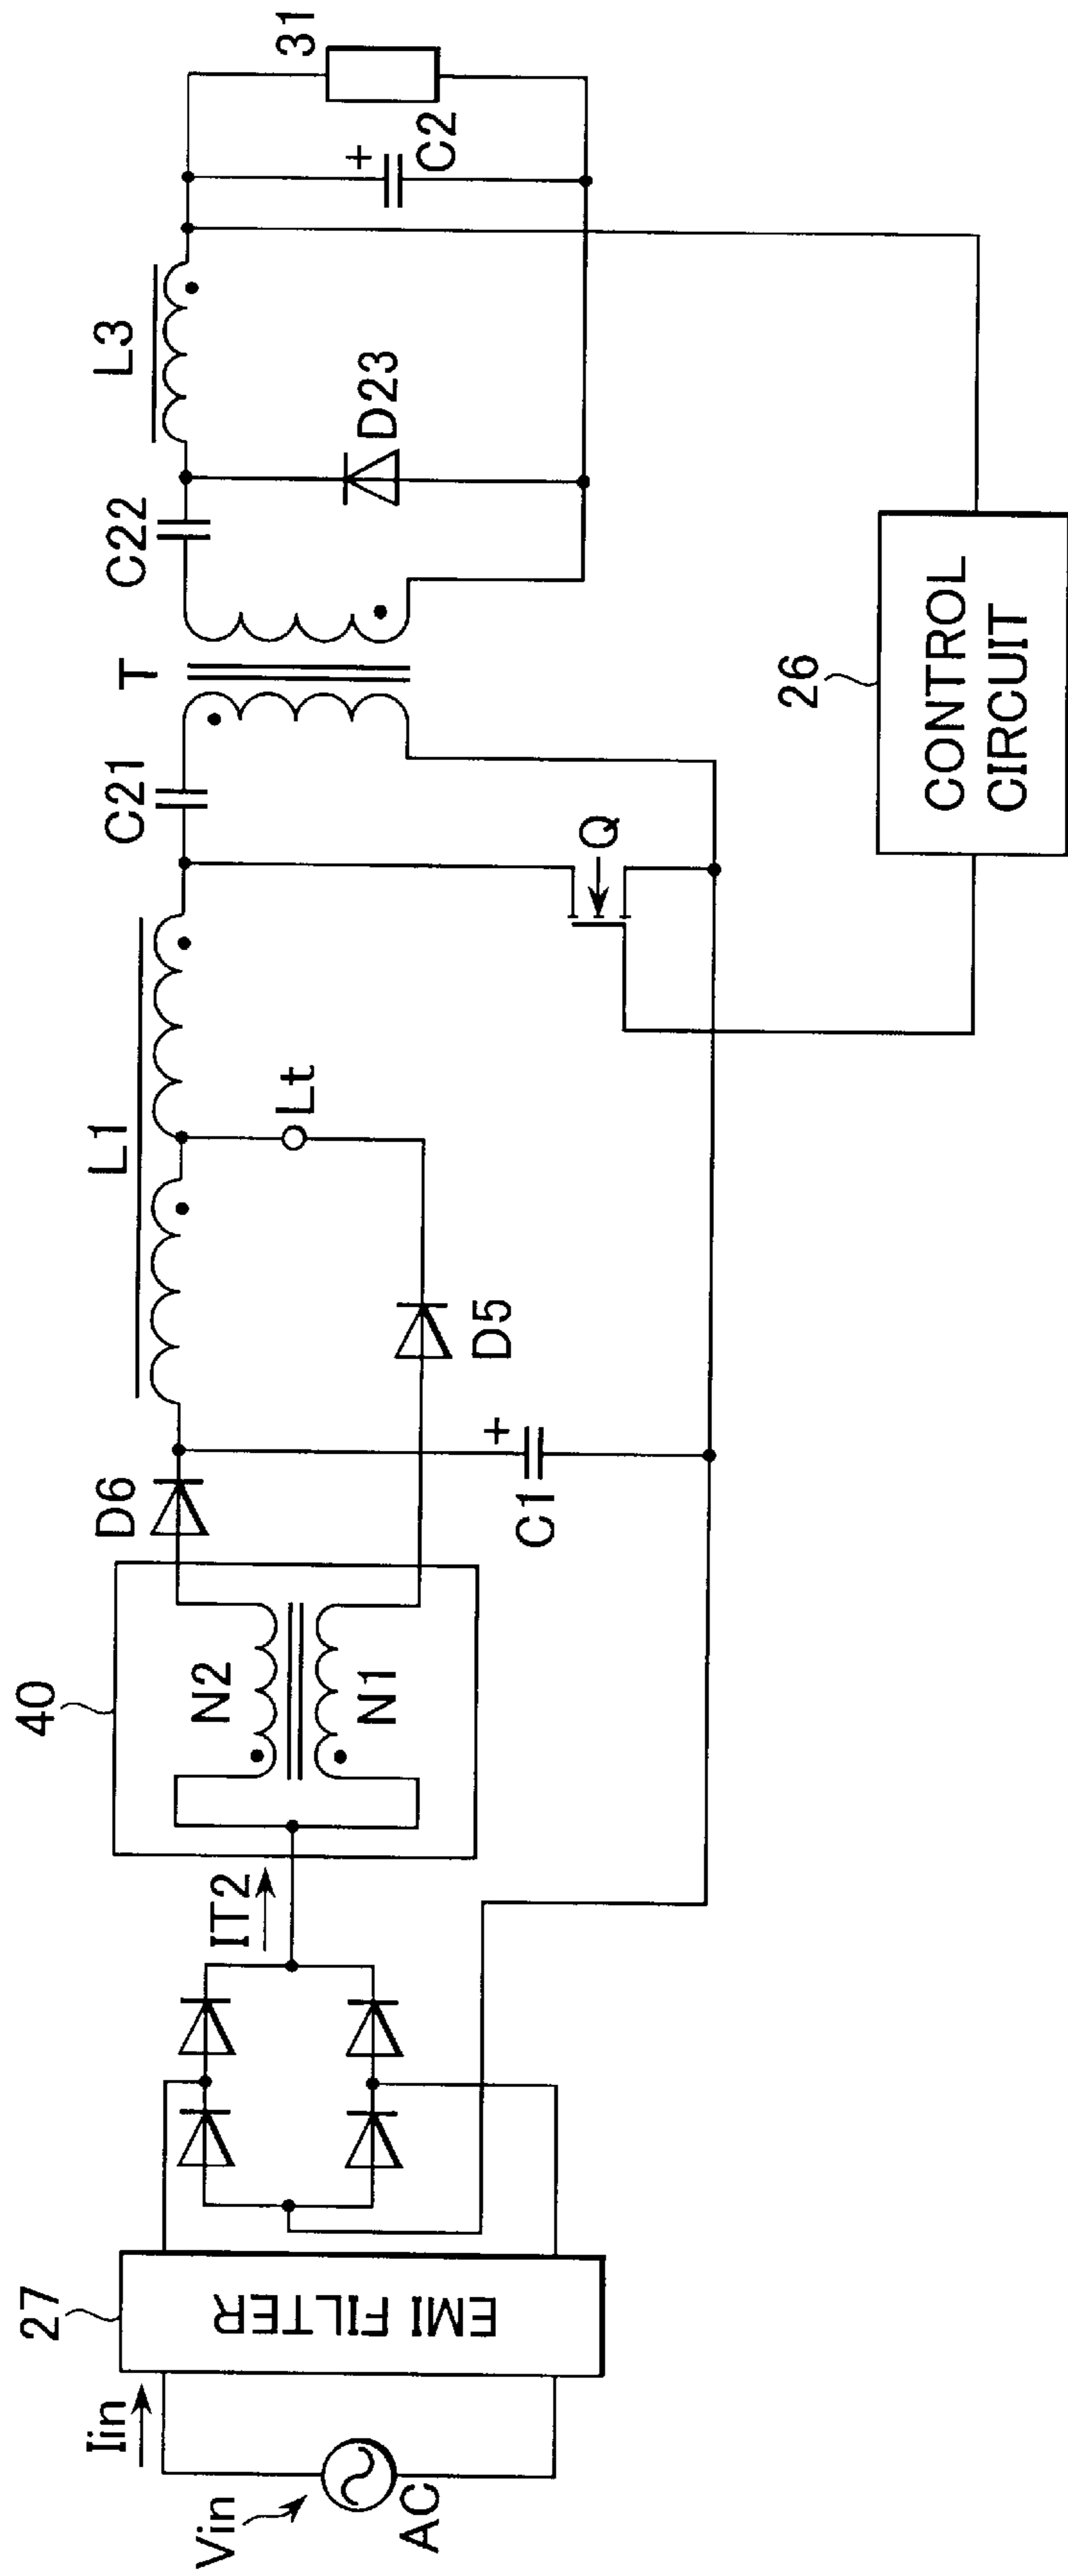 Vin
Iin
AC
27
EMI FILTER
IT2
40
N2
N1
D6
C1
D5
L1
Lt
Q
C21
T
C22
D23
L3
C2
+
+
31
26
CONTROL
CIRCUIT